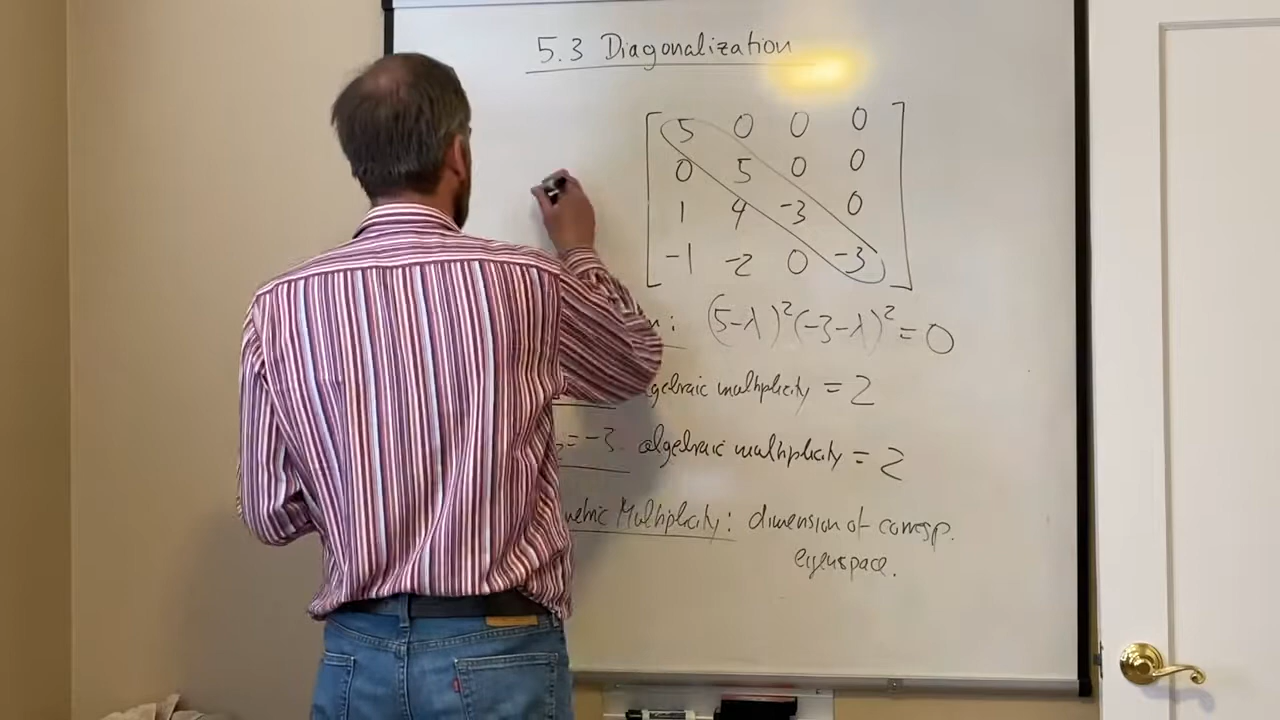 5.3 Diagonalization
5 0 0 0
0 5 0 0
1 4 -3 0
-1 -2 0 -3
: (5-λ)²(-3-λ)² = 0
gebraic multiplicity = 2
= -3 algebraic multiplicity = 2
Multiplicity: dimension of corresp.
eigenspace.